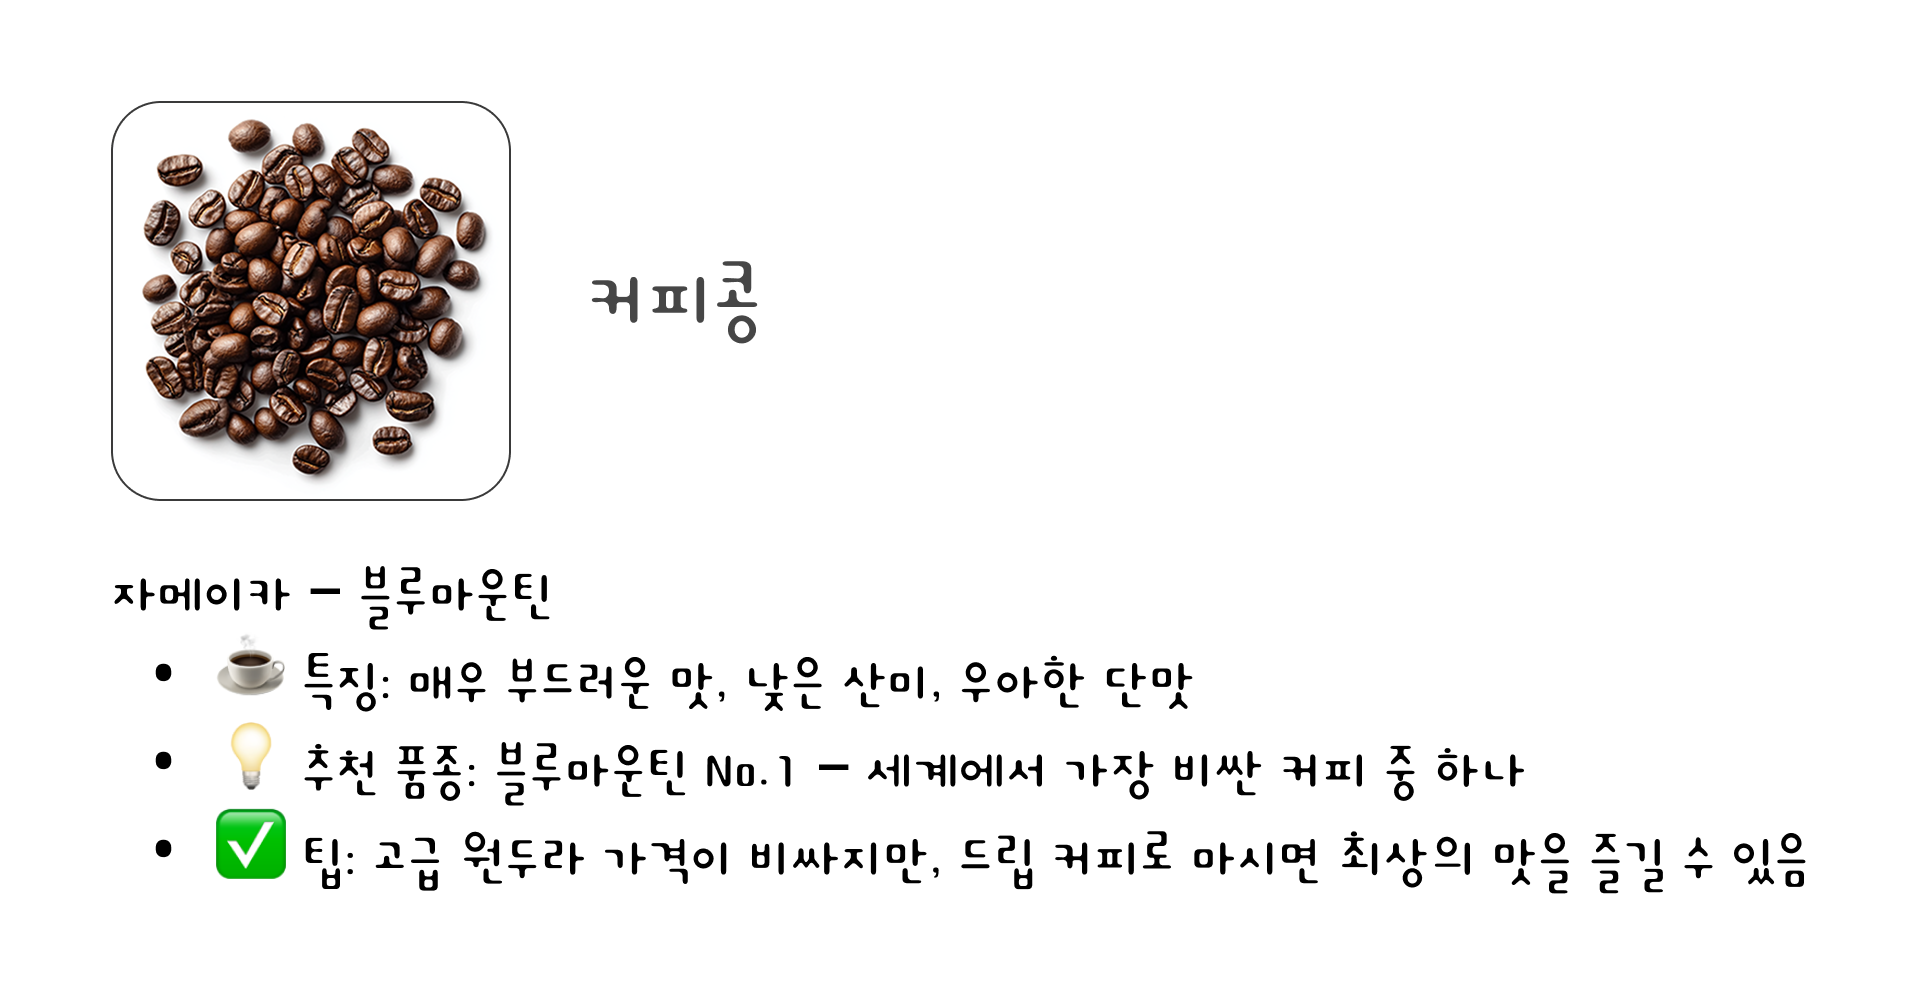 커피콩
자메이카 - 블루마운틴
• ☕ 특징: 매우 부드러운 맛, 낮은 산미, 우아한 단맛
• 💡 추천 품종: 블루마운틴 No.1 - 세계에서 가장 비싼 커피 중 하나
• ✅ 팁: 고급 원두라 가격이 비싸지만, 드립 커피로 마시면 최상의 맛을 즐길 수 있음